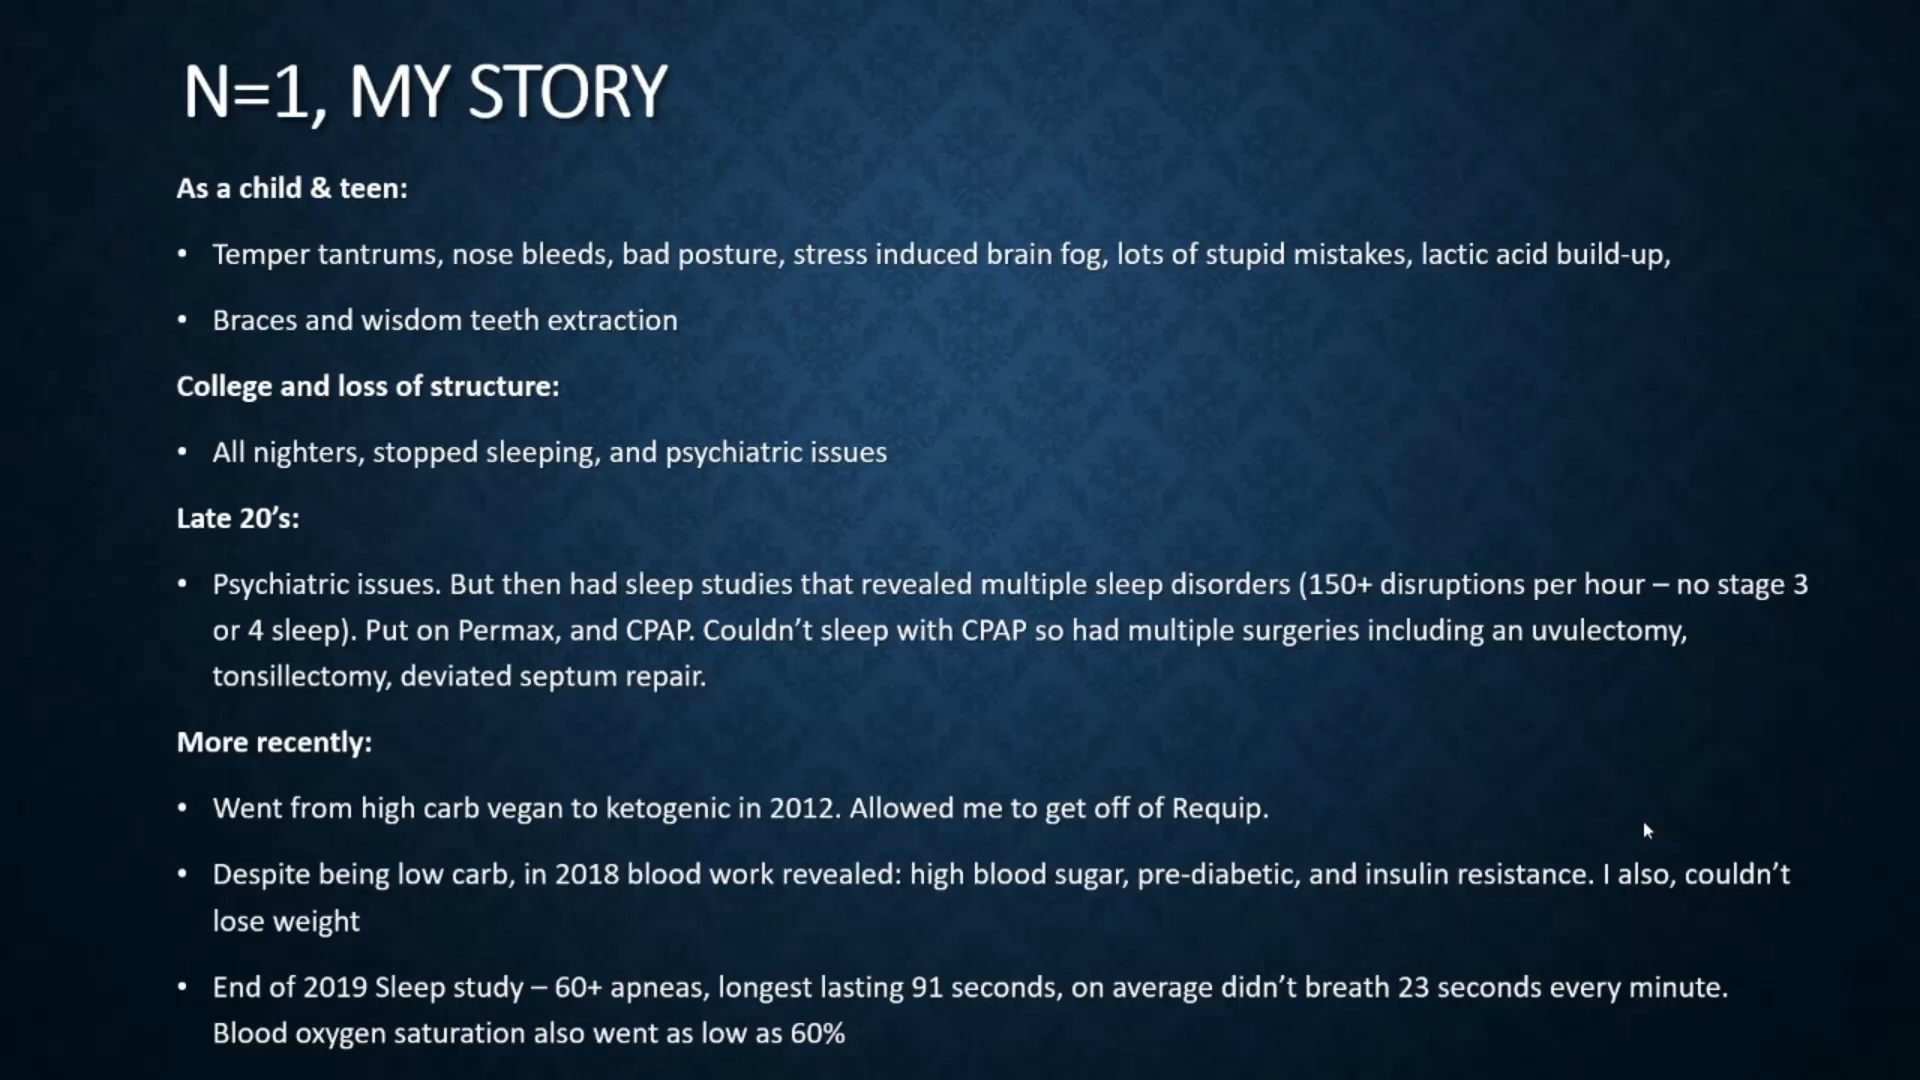 N=1, MY STORY
As a child & teen:
• Temper tantrums, nose bleeds, bad posture, stress induced brain fog, lots of stupid mistakes, lactic acid build-up,
• Braces and wisdom teeth extraction
College and loss of structure:
• All nighters, stopped sleeping, and psychiatric issues
Late 20’s:
• Psychiatric issues. But then had sleep studies that revealed multiple sleep disorders (150+ disruptions per hour – no stage 3
or 4 sleep). Put on Permax, and CPAP. Couldn’t sleep with CPAP so had multiple surgeries including an uvulectomy,
tonsillectomy, deviated septum repair.
More recently:
• Went from high carb vegan to ketogenic in 2012. Allowed me to get off of Requip.
• Despite being low carb, in 2018 blood work revealed: high blood sugar, pre-diabetic, and insulin resistance. I also, couldn’t
lose weight
• End of 2019 Sleep study – 60+ apneas, longest lasting 91 seconds, on average didn’t breath 23 seconds every minute.
Blood oxygen saturation also went as low as 60%